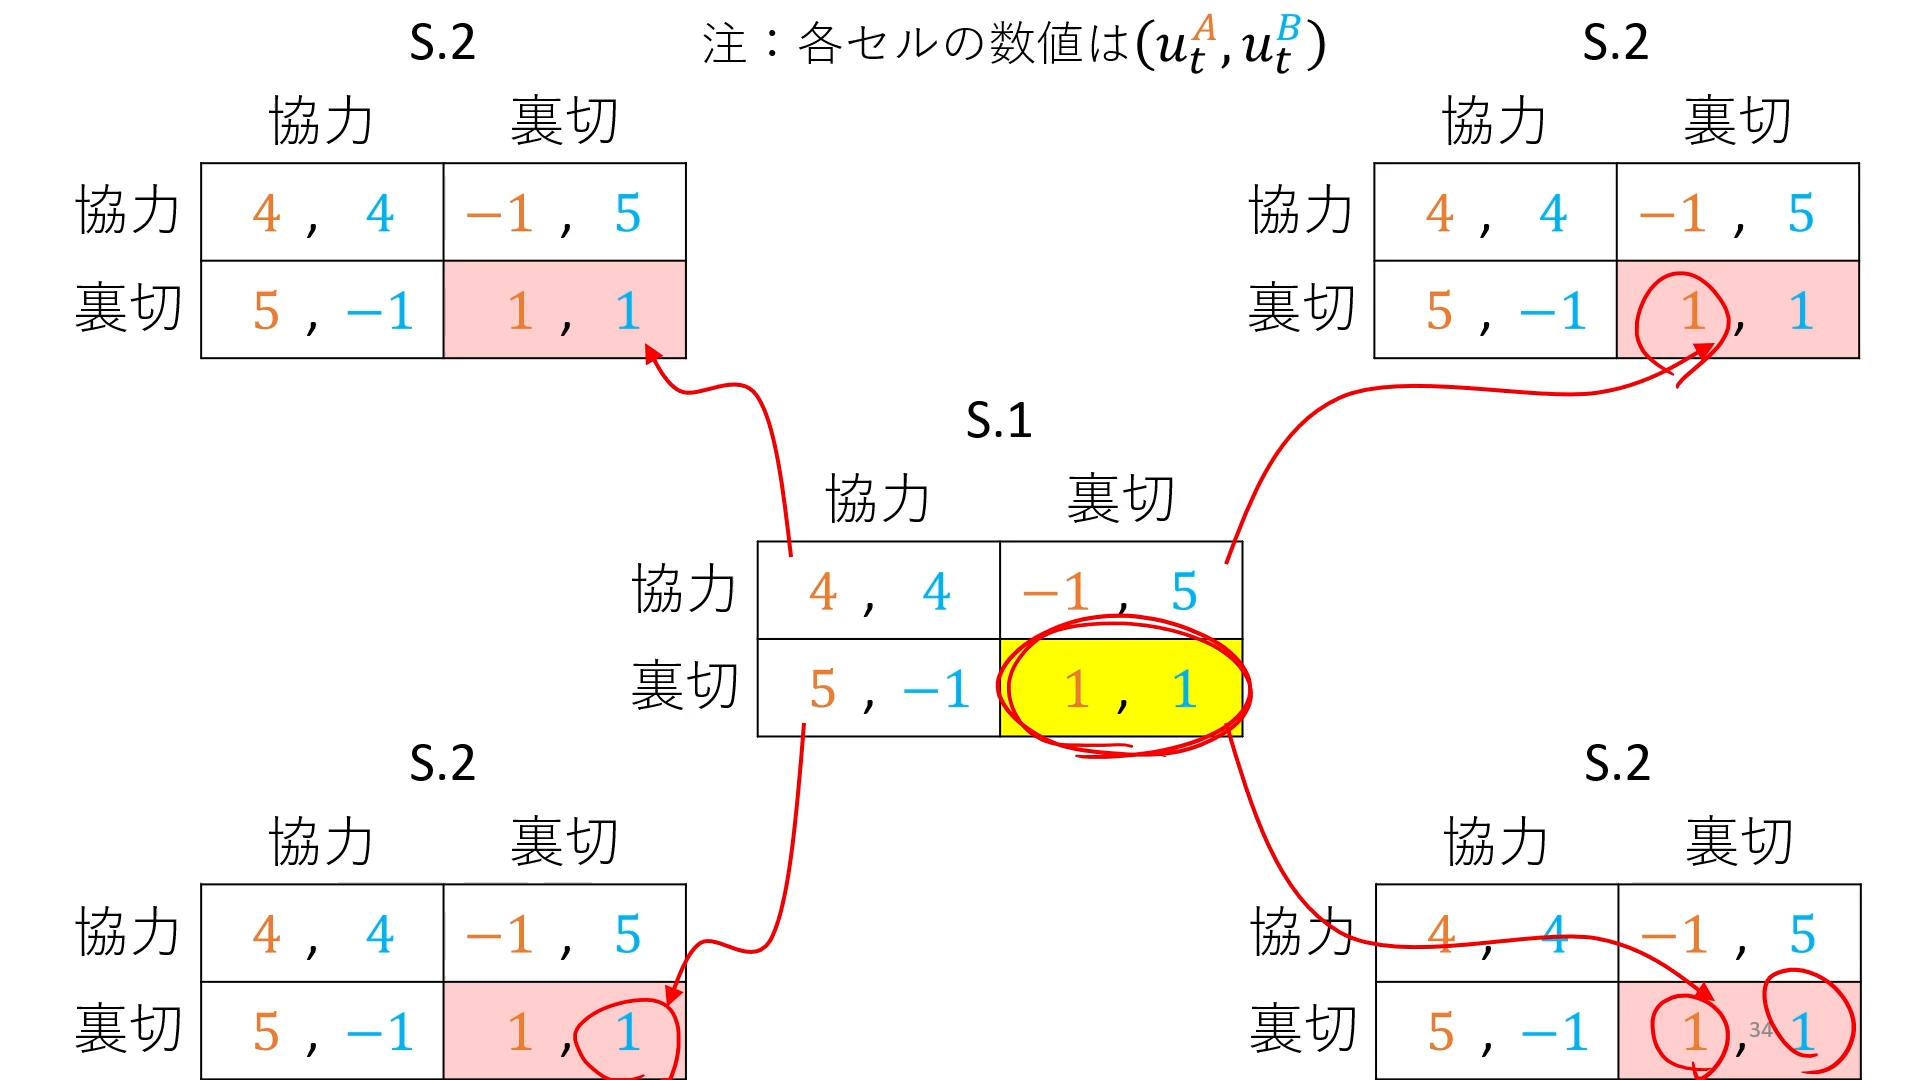 S.2 注：各セルの数値は(uₜᴬ, uₜᴮ) S.2
協力 裏切 協力 裏切
協力 4 , 4 −1 , 5 協力 4 , 4 −1 , 5
裏切 5 , −1 1 , 1 裏切 5 , −1 1 , 1
S.1
協力 裏切
協力 4 , 4 −1 , 5
裏切 5 , −1 1 , 1
S.2 S.2
協力 裏切 協力 裏切
協力 4 , 4 −1 , 5 協力 4 , 4 −1 , 5
裏切 5 , −1 1 , 1 裏切 5 , −1 1 , 1
34